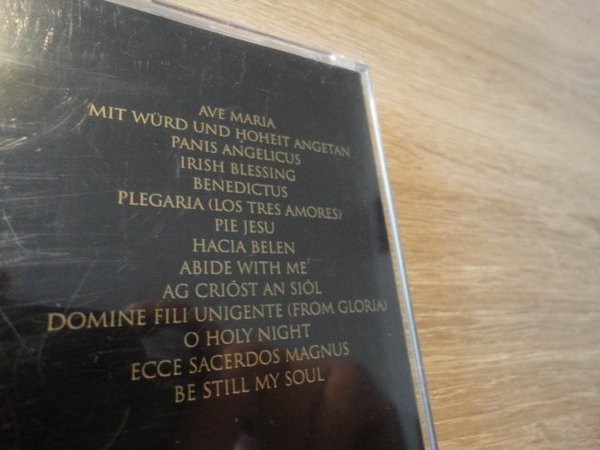 AVE MARIA
MIT WÜRD UND HOHEIT ANGETAN
PANIS ANGELICUS
IRISH BLESSING
BENEDICTUS
PLEGARIA (LOS TRES AMORES)
PIE JESU
HACIA BELEN
ABIDE WITH ME
AG CRIÓST AN SIÓL
DOMINE FILI UNIGENTE (FROM GLORIA)
O HOLY NIGHT
ECCE SACERDOS MAGNUS
BE STILL MY SOUL